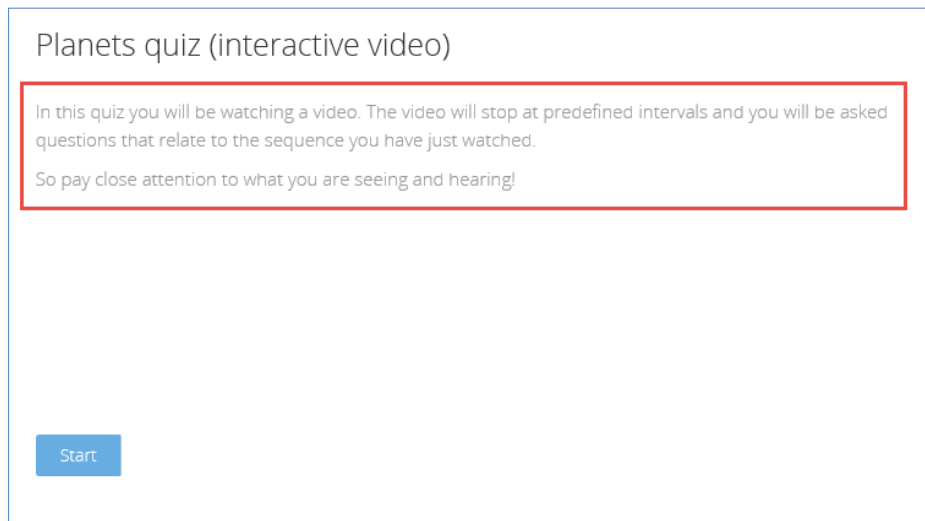 Planets quiz (interactive video)
In this quiz you will be watching a video. The video will stop at predefined intervals and you will be asked
questions that relate to the sequence you have just watched.
So pay close attention to what you are seeing and hearing!
Start